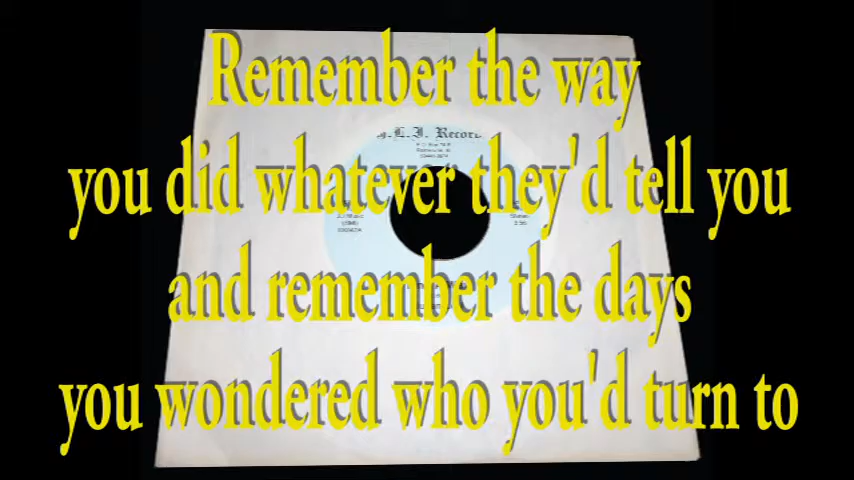 Remember the way
you did whatever they'd tell you
and remember the days
you wondered who you'd turn to
Records